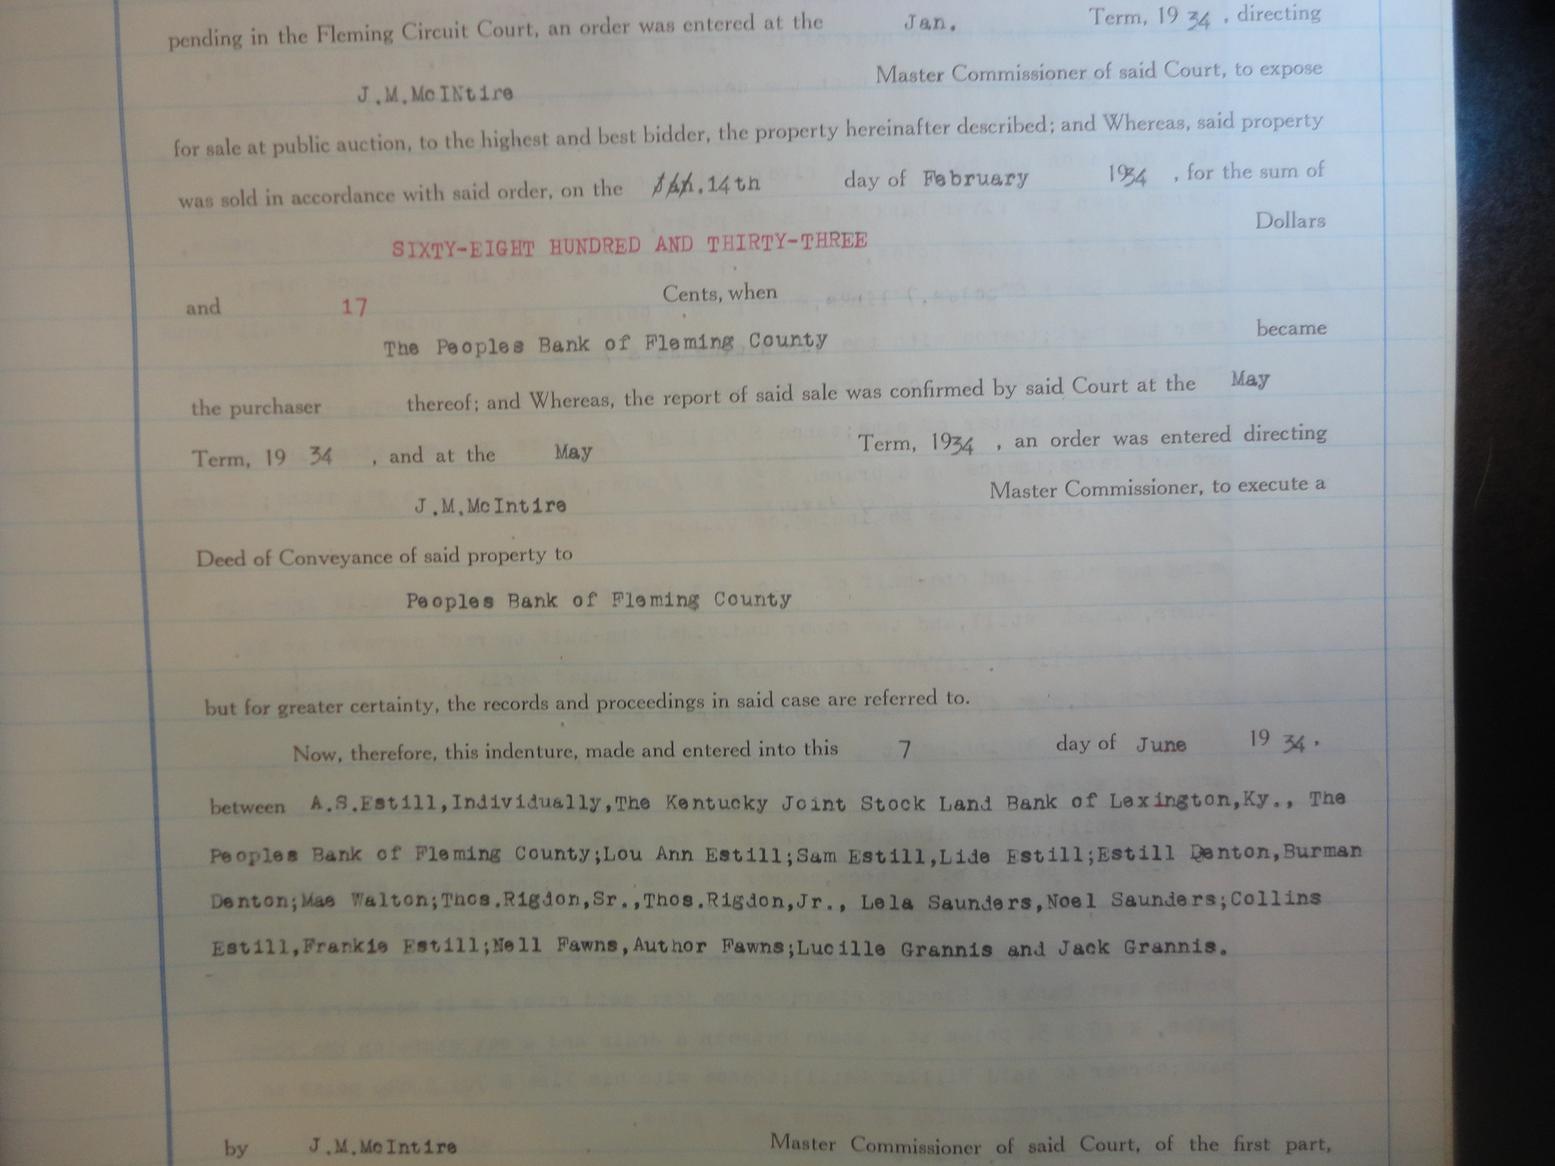 pending in the Fleming Circuit Court, an order was entered at the Jan. Term, 19 34 , directing
J.M.McINtire Master Commissioner of said Court, to expose
for sale at public auction, to the highest and best bidder, the property hereinafter described; and Whereas, said property
was sold in accordance with said order, on the 14th day of February 1934 , for the sum of
SIXTY-EIGHT HUNDRED AND THIRTY-THREE Dollars
and 17 Cents, when
The Peoples Bank of Fleming County became
the purchaser thereof; and Whereas, the report of said sale was confirmed by said Court at the May
Term, 19 34 , and at the May Term, 1934 , an order was entered directing
J.M.McIntire Master Commissioner, to execute a
Deed of Conveyance of said property to
Peoples Bank of Fleming County
but for greater certainty, the records and proceedings in said case are referred to.
Now, therefore, this indenture, made and entered into this 7 day of June 19 34.
between A.S.Estill,Individually,The Kentucky Joint Stock Land Bank of Lexington,Ky., The
Peoples Bank of Fleming County;Lou Ann Estill;Sam Estill,Lide Estill;Estill Denton,Burman
Denton;Mae Walton;Thos.Rigdon,Sr.,Thos.Rigdon,Jr., Lela Saunders,Noel Saunders;Collins
Estill,Frankie Estill;Nell Fawns,Author Fawns;Lucille Grannis and Jack Grannis.
by J.M.McIntire Master Commissioner of said Court, of the first part,